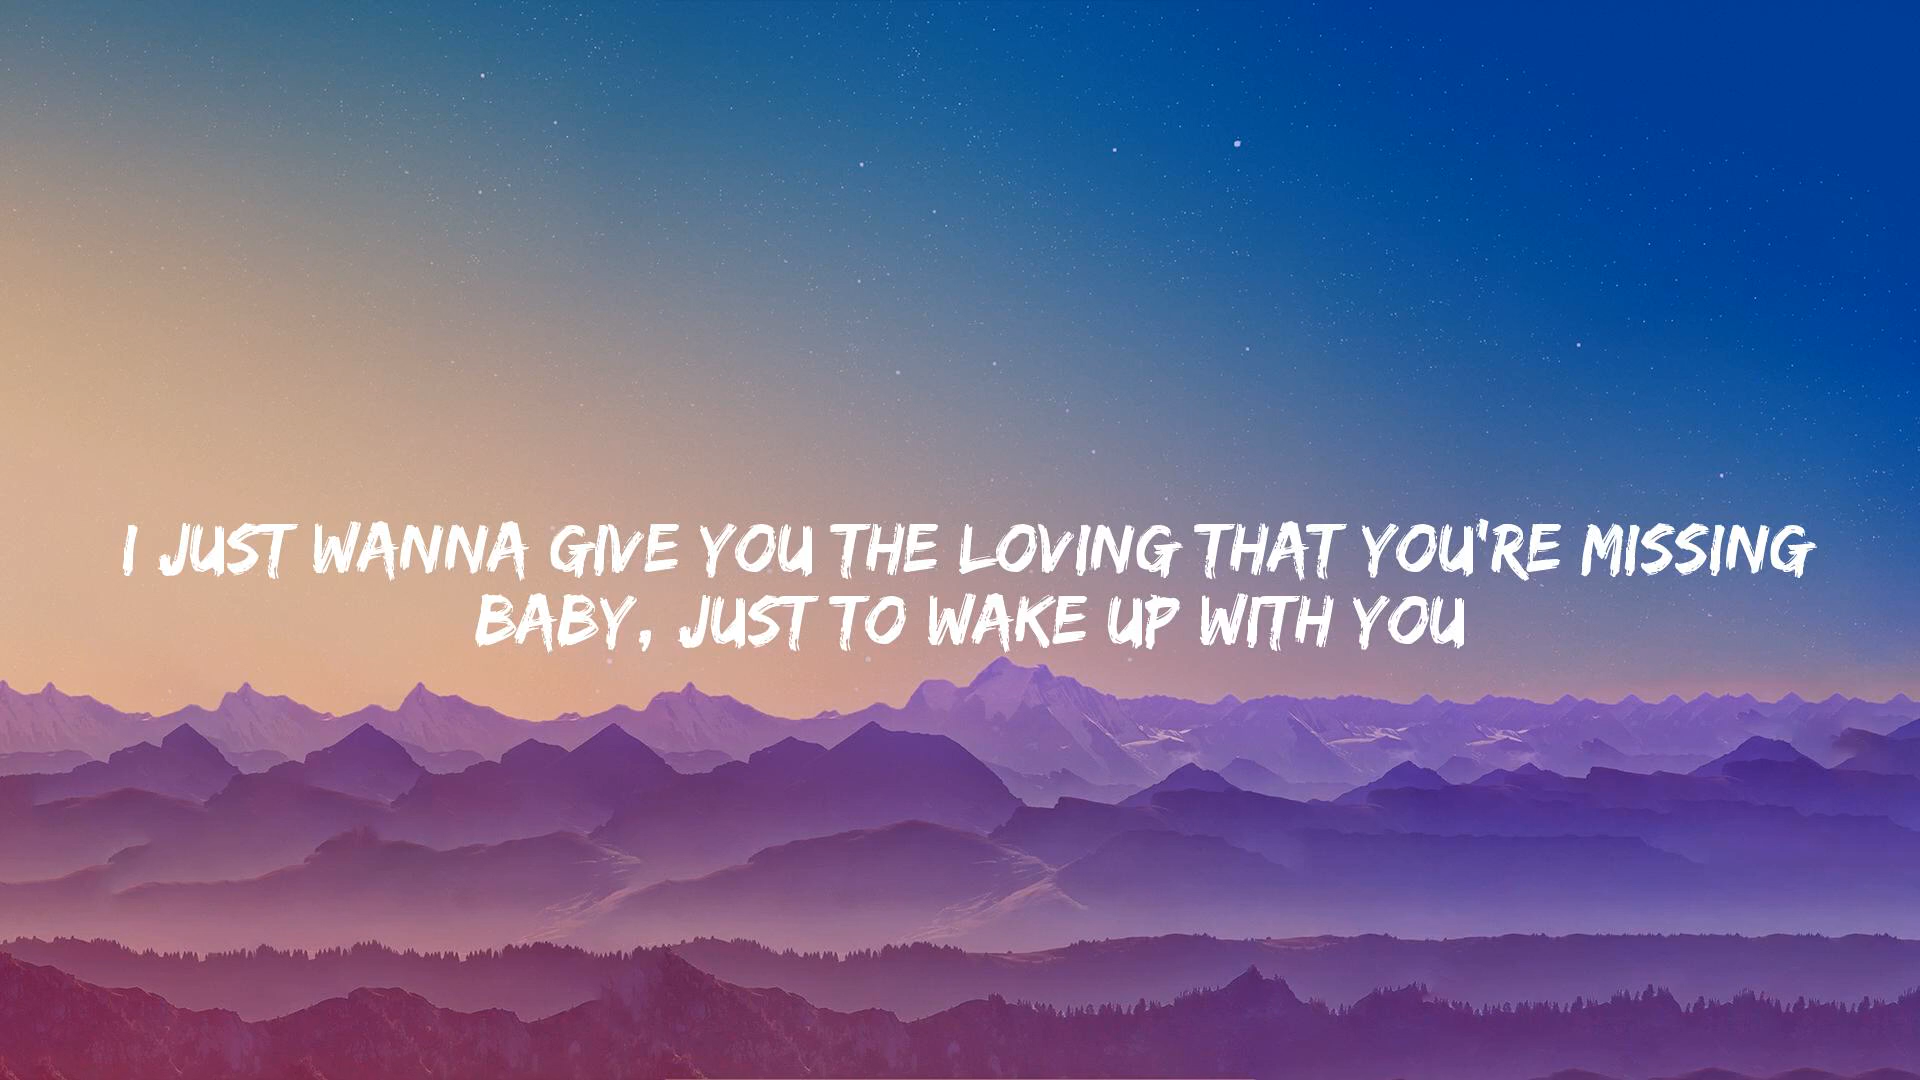 I JUST WANNA GIVE YOU THE LOVING THAT YOU'RE MISSING
BABY, JUST TO WAKE UP WITH YOU